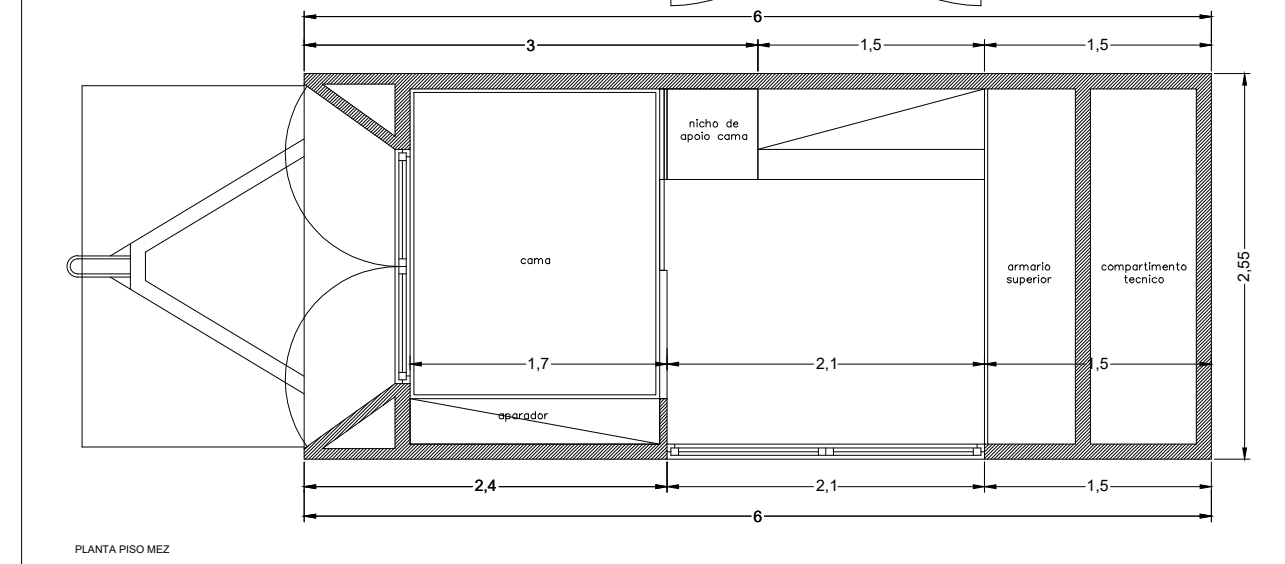 6
3
1,5
1,5
nicho de
apoio cama
cama
armario
superior
compartimento
tecnico
2,55
1,7
2,1
1,5
aparador
2,4
2,1
1,5
6
PLANTA PISO MEZ